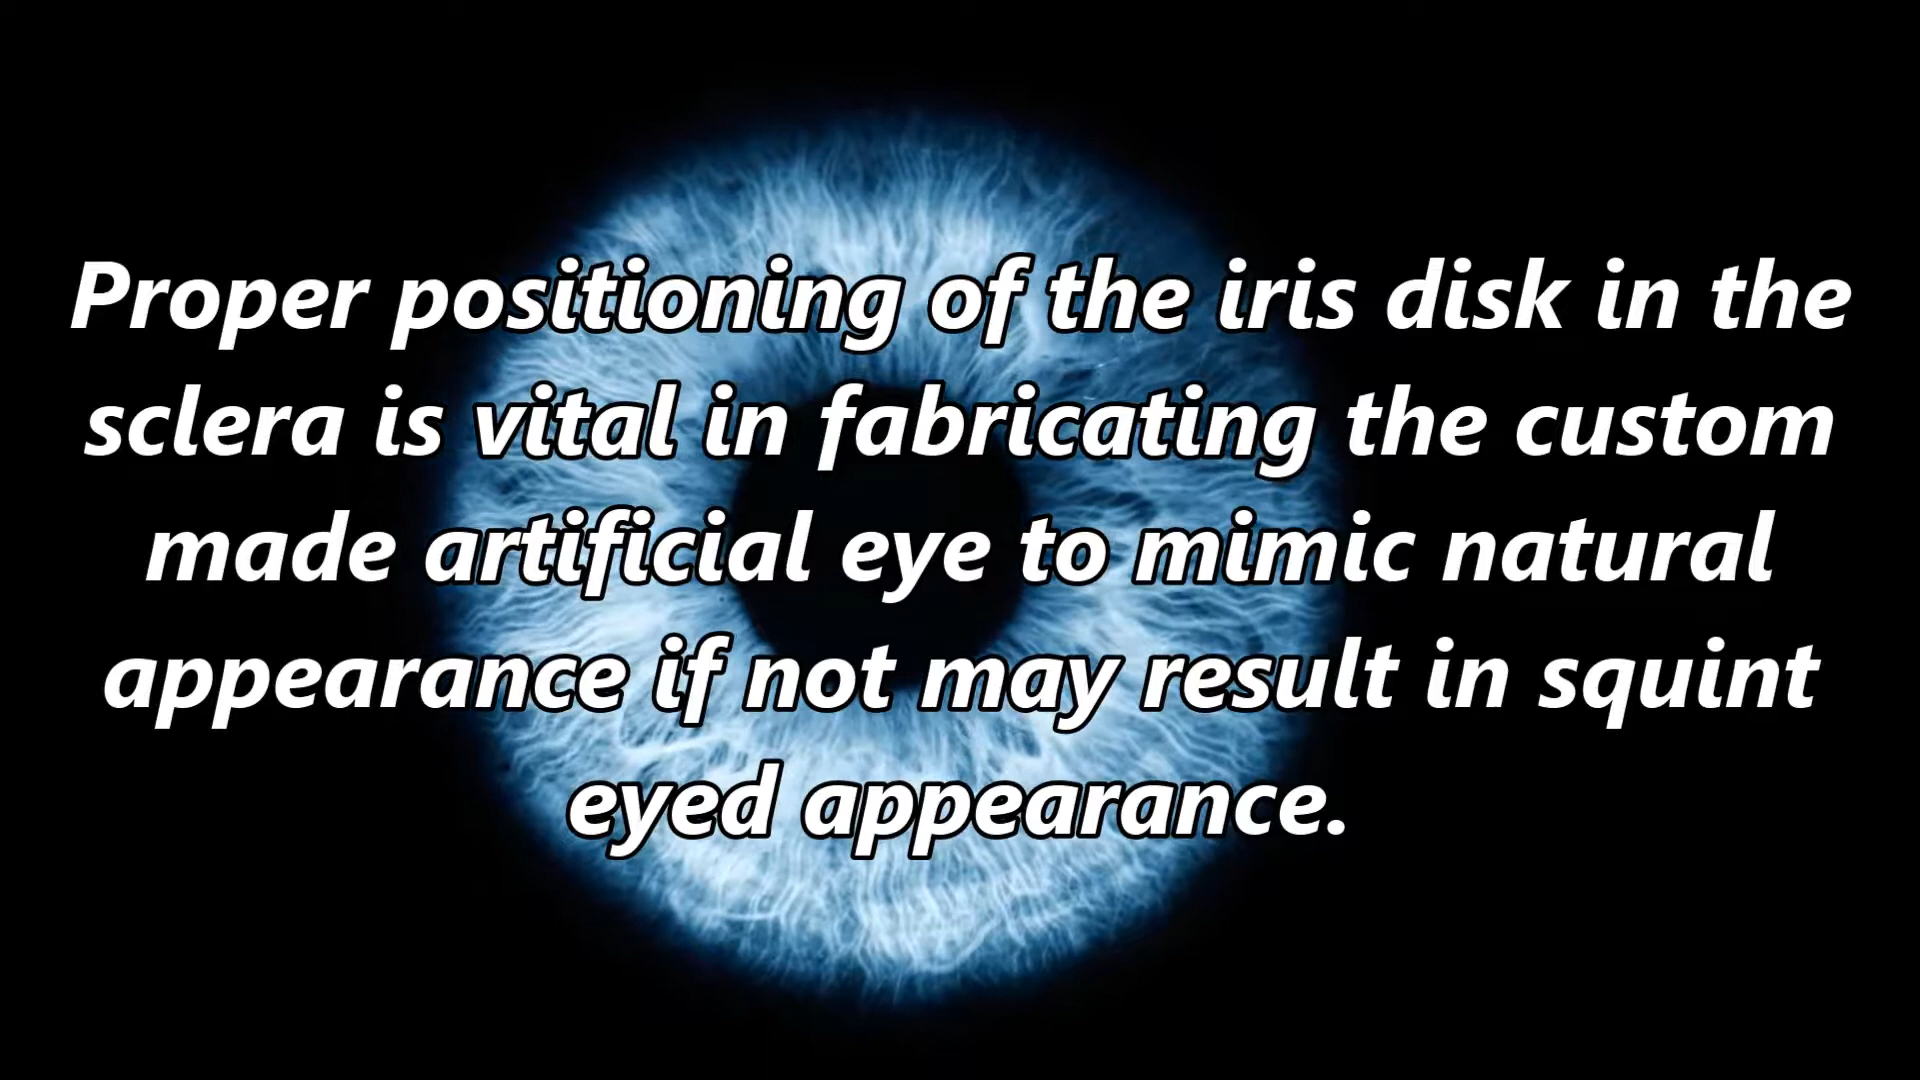 Proper positioning of the iris disk in the
sclera is vital in fabricating the custom
made artificial eye to mimic natural
appearance if not may result in squint
eyed appearance.